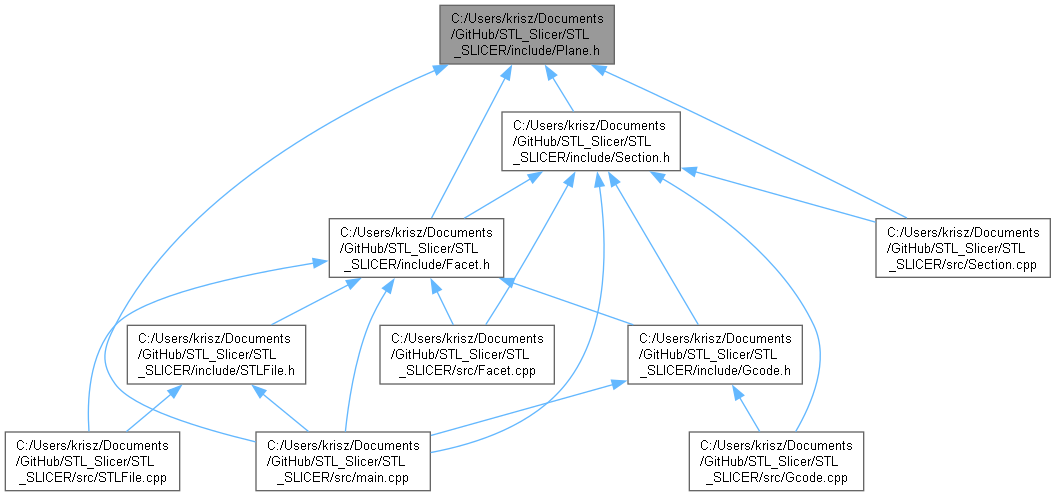 C:/Users/krisz/Documents
/GitHub/STL_Slicer/STL
_SLICER/include/Plane.h
C:/Users/krisz/Documents
/GitHub/STL_Slicer/STL
_SLICER/include/Section.h
C:/Users/krisz/Documents
/GitHub/STL_Slicer/STL
_SLICER/include/Facet.h
C:/Users/krisz/Documents
/GitHub/STL_Slicer/STL
_SLICER/src/Section.cpp
C:/Users/krisz/Documents
/GitHub/STL_Slicer/STL
_SLICER/include/STLFile.h
C:/Users/krisz/Documents
/GitHub/STL_Slicer/STL
_SLICER/src/Facet.cpp
C:/Users/krisz/Documents
/GitHub/STL_Slicer/STL
_SLICER/include/Gcode.h
C:/Users/krisz/Documents
/GitHub/STL_Slicer/STL
_SLICER/src/STLFile.cpp
C:/Users/krisz/Documents
/GitHub/STL_Slicer/STL
_SLICER/src/main.cpp
C:/Users/krisz/Documents
/GitHub/STL_Slicer/STL
_SLICER/src/Gcode.cpp